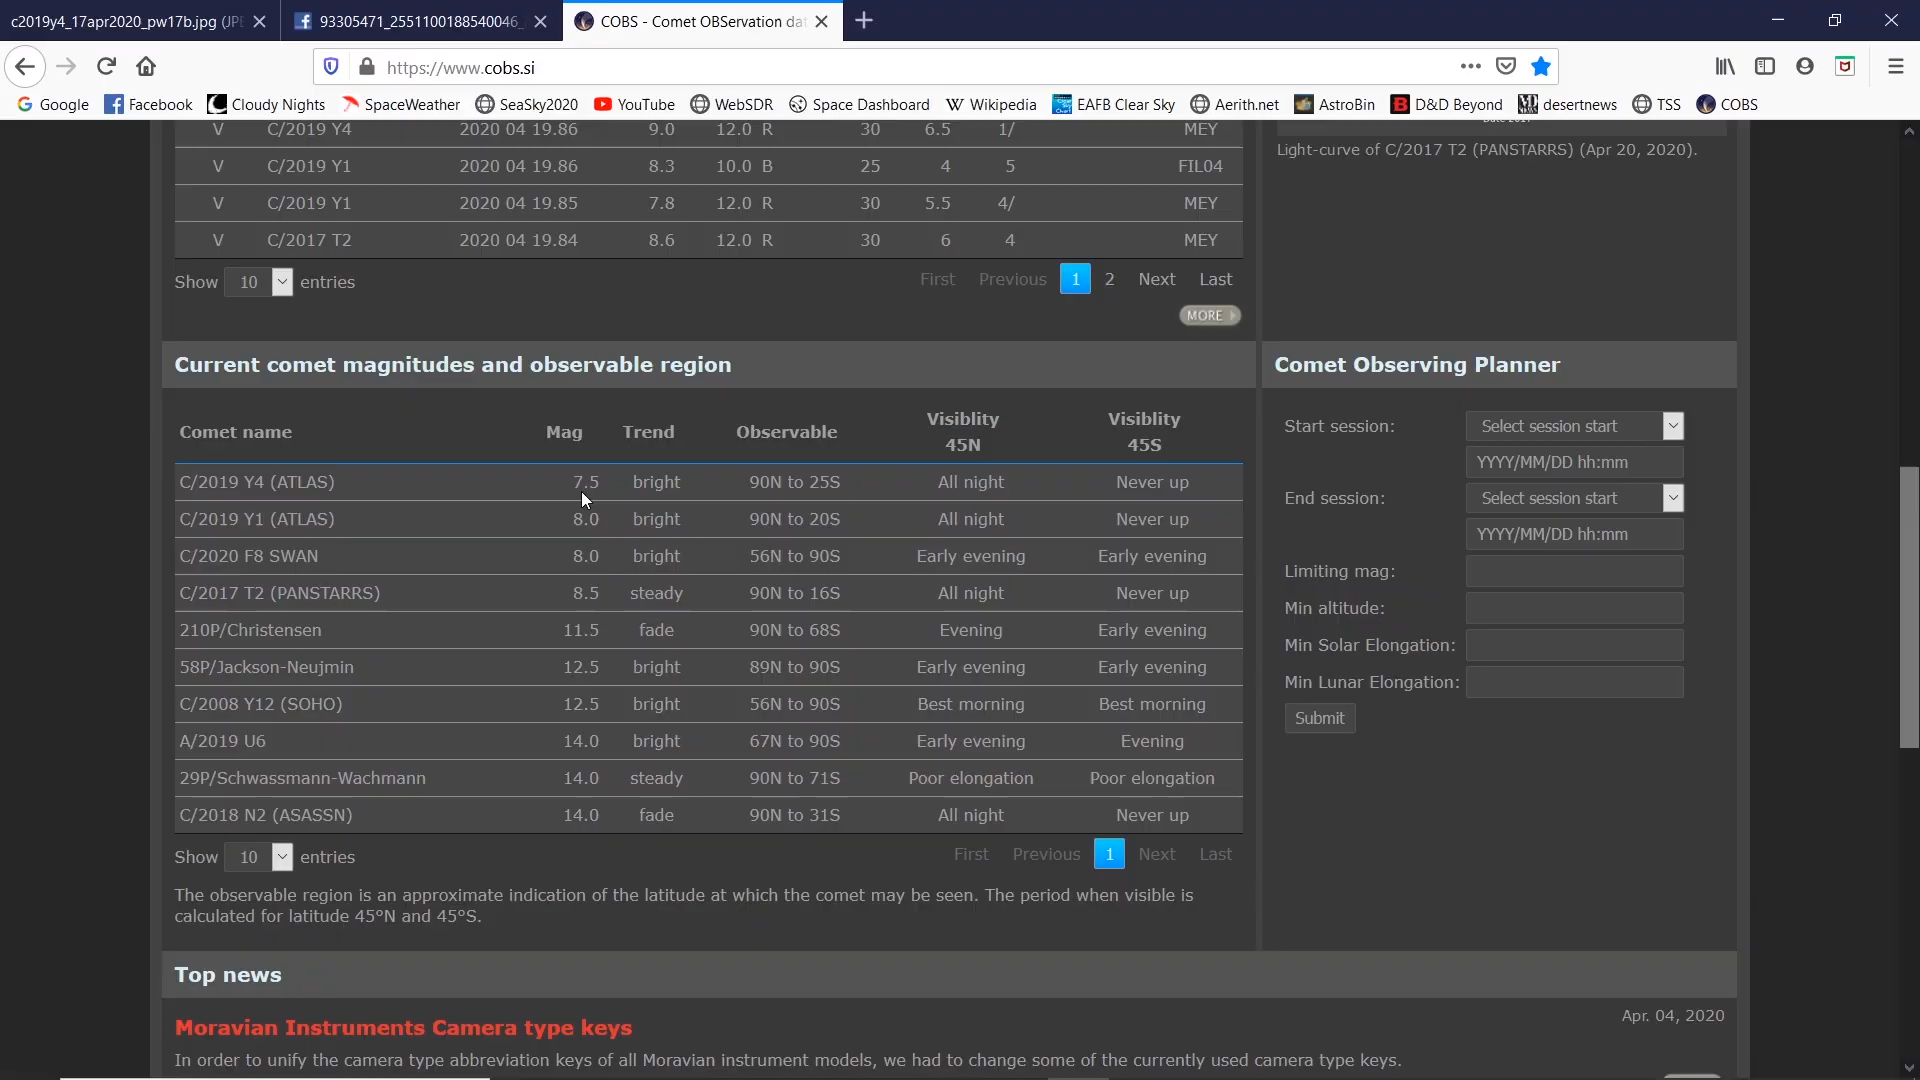 c2019y4_17apr2020_pw17b.jpg (JPE
93305471_2551100188540046_
COBS - Comet OBServation dat
https://www.cobs.si
Google Facebook Cloudy Nights SpaceWeather SeaSky2020 YouTube WebSDR Space Dashboard Wikipedia EAFB Clear Sky Aerith.net AstroBin D&D Beyond desertnews TSS COBS
V C/2019 Y4 2020 04 19.86 9.0 12.0 R 30 6.5 1/ MEY
V C/2019 Y1 2020 04 19.86 8.3 10.0 B 25 4 5 FIL04
V C/2019 Y1 2020 04 19.85 7.8 12.0 R 30 5.5 4/ MEY
V C/2017 T2 2020 04 19.84 8.6 12.0 R 30 6 4 MEY
Show 10 entries
First Previous 1 2 Next Last
MORE
Light-curve of C/2017 T2 (PANSTARRS) (Apr 20, 2020).
Current comet magnitudes and observable region
Comet name Mag Trend Observable Visiblity 45N Visiblity 45S
C/2019 Y4 (ATLAS) 7.5 bright 90N to 25S All night Never up
C/2019 Y1 (ATLAS) 8.0 bright 90N to 20S All night Never up
C/2020 F8 SWAN 8.0 bright 56N to 90S Early evening Early evening
C/2017 T2 (PANSTARRS) 8.5 steady 90N to 16S All night Never up
210P/Christensen 11.5 fade 90N to 68S Evening Early evening
58P/Jackson-Neujmin 12.5 bright 89N to 90S Early evening Early evening
C/2008 Y12 (SOHO) 12.5 bright 56N to 90S Best morning Best morning
A/2019 U6 14.0 bright 67N to 90S Early evening Evening
29P/Schwassmann-Wachmann 14.0 steady 90N to 71S Poor elongation Poor elongation
C/2018 N2 (ASASSN) 14.0 fade 90N to 31S All night Never up
Show 10 entries
First Previous 1 Next Last
The observable region is an approximate indication of the latitude at which the comet may be seen. The period when visible is
calculated for latitude 45°N and 45°S.
Comet Observing Planner
Start session: Select session start
YYYY/MM/DD hh:mm
End session: Select session start
YYYY/MM/DD hh:mm
Limiting mag:
Min altitude:
Min Solar Elongation:
Min Lunar Elongation:
Submit
Top news
Moravian Instruments Camera type keys
Apr. 04, 2020
In order to unify the camera type abbreviation keys of all Moravian instrument models, we had to change some of the currently used camera type keys.